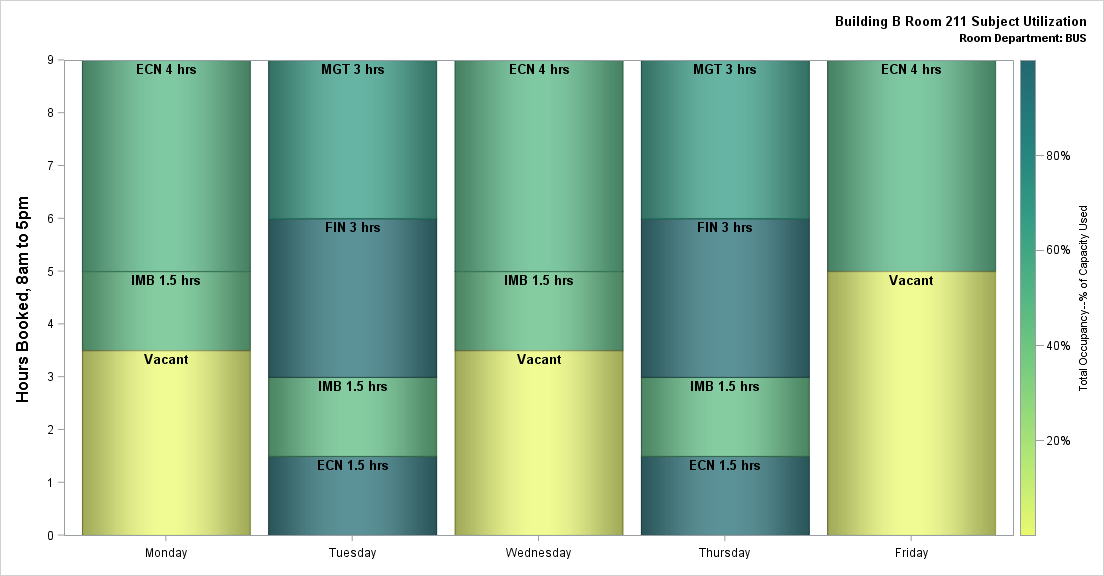 Building B Room 211 Subject Utilization
Room Department: BUS
Hours Booked, 8am to 5pm
9
8
7
6
5
4
3
2
1
0
ECN 4 hrs
IMB 1.5 hrs
Vacant
MGT 3 hrs
FIN 3 hrs
IMB 1.5 hrs
ECN 1.5 hrs
ECN 4 hrs
IMB 1.5 hrs
Vacant
MGT 3 hrs
FIN 3 hrs
IMB 1.5 hrs
ECN 1.5 hrs
ECN 4 hrs
Vacant
Monday
Tuesday
Wednesday
Thursday
Friday
80%
60%
40%
20%
Total Occupancy--% of Capacity Used